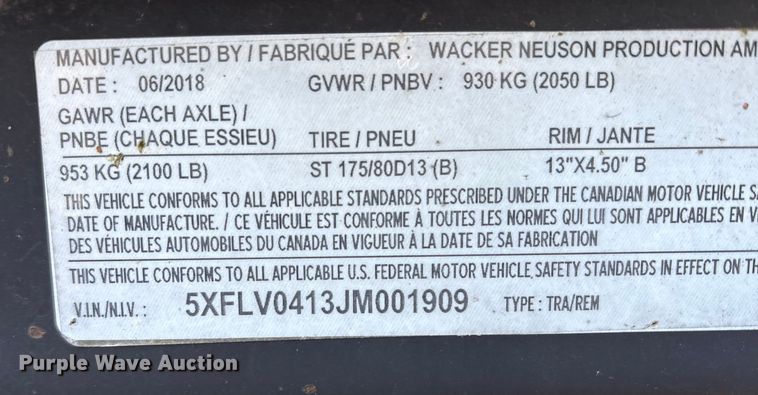 MANUFACTURED BY / FABRIQUÉ PAR : WACKER NEUSON PRODUCTION AM
DATE : 06/2018 GVWR / PNBV : 930 KG (2050 LB)
GAWR (EACH AXLE) /
PNBE (CHAQUE ESSIEU) TIRE / PNEU RIM / JANTE
953 KG (2100 LB) ST 175/80D13 (B) 13"X4.50" B
THIS VEHICLE CONFORMS TO ALL APPLICABLE STANDARDS PRESCRIBED UNDER THE CANADIAN MOTOR VEHICLE SA
DATE OF MANUFACTURE. / CE VÉHICULE EST CONFORME À TOUTES LES NORMES QUI LUI SONT APPLICABLES EN V
DES VÉHICULES AUTOMOBILES DU CANADA EN VIGUEUR À LA DATE DE SA FABRICATION
THIS VEHICLE CONFORMS TO ALL APPLICABLE U.S. FEDERAL MOTOR VEHICLE SAFETY STANDARDS IN EFFECT ON TH
V.I.N./N.I.V. : 5XFLV0413JM001909 TYPE : TRA/REM
Purple Wave Auction